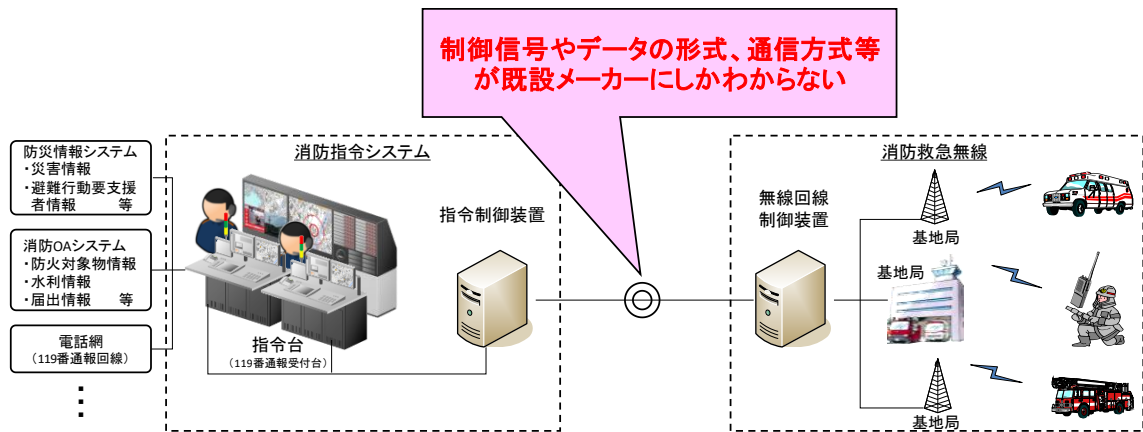 制御信号やデータの形式、通信方式等
が既設メーカーにしかわからない
防災情報システム
・災害情報
・避難行動要支援
者情報 等
消防OAシステム
・防火対象物情報
・水利情報
・届出情報 等
電話網
（119番通報回線）
・
・
・
消防指令システム
指令制御装置
指令台
（119番通報受付台）
消防救急無線
無線回線
制御装置
基地局
基地局
基地局